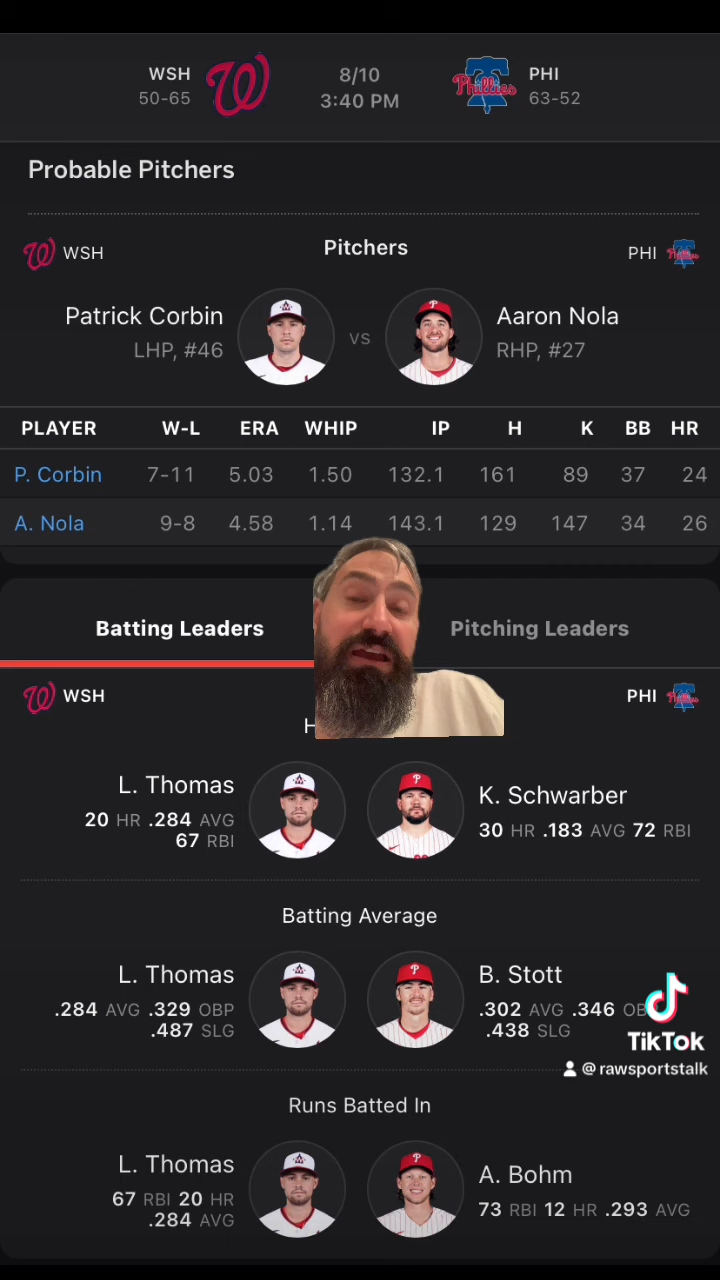 WSH
50-65
8/10
3:40 PM
PHI
63-52
Phillies
Probable Pitchers
WSH
Pitchers
PHI
Patrick Corbin
LHP, #46
vs
Aaron Nola
RHP, #27
PLAYER W-L ERA WHIP IP H K BB HR
P. Corbin 7-11 5.03 1.50 132.1 161 89 37 24
A. Nola 9-8 4.58 1.14 143.1 129 147 34 26
Batting Leaders
Pitching Leaders
WSH
PHI
L. Thomas
20 HR .284 AVG
67 RBI
K. Schwarber
30 HR .183 AVG 72 RBI
Batting Average
L. Thomas
.284 AVG .329 OBP
.487 SLG
B. Stott
.302 AVG .346 OB
.438 SLG
TikTok
@rawsportstalk
Runs Batted In
L. Thomas
67 RBI 20 HR
.284 AVG
A. Bohm
73 RBI 12 HR .293 AVG